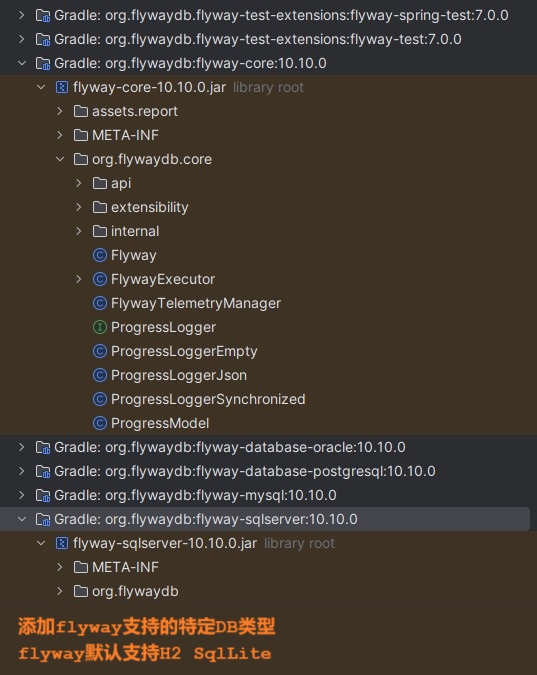 Gradle: org.flywaydb.flyway-test-extensions:flyway-spring-test:7.0.0
Gradle: org.flywaydb.flyway-test-extensions:flyway-test:7.0.0
Gradle: org.flywaydb:flyway-core:10.10.0
flyway-core-10.10.0.jar library root
assets.report
META-INF
org.flywaydb.core
api
extensibility
internal
Flyway
FlywayExecutor
FlywayTelemetryManager
ProgressLogger
ProgressLoggerEmpty
ProgressLoggerJson
ProgressLoggerSynchronized
ProgressModel
Gradle: org.flywaydb:flyway-database-oracle:10.10.0
Gradle: org.flywaydb:flyway-database-postgresql:10.10.0
Gradle: org.flywaydb:flyway-mysql:10.10.0
Gradle: org.flywaydb:flyway-sqlserver:10.10.0
flyway-sqlserver-10.10.0.jar library root
META-INF
org.flywaydb
添加flyway支持的特定DB类型
flyway默认支持H2 SqlLite